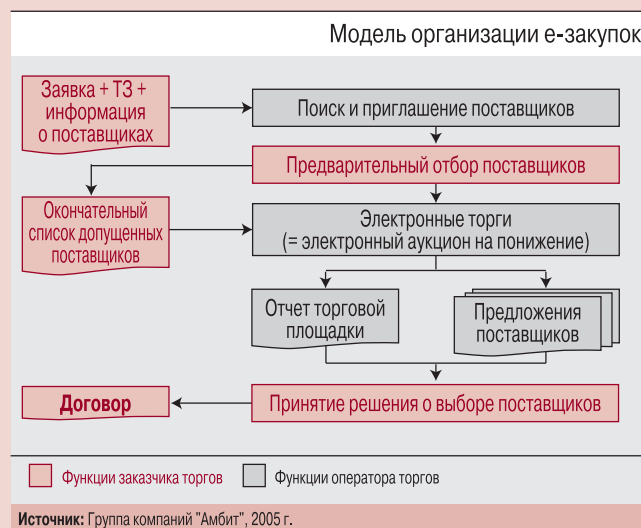 Модель организации е-закупок
Заявка + ТЗ +
информация
о поставщиках
Поиск и приглашение поставщиков
Предварительный отбор поставщиков
Окончательный
список допущенных
поставщиков
Электронные торги
(= электронный аукцион на понижение)
Отчет торговой
площадки
Предложения
поставщиков
Договор
Принятие решения о выборе поставщиков
Функции заказчика торгов
Функции оператора торгов
Источник: Группа компаний "Амбит", 2005 г.